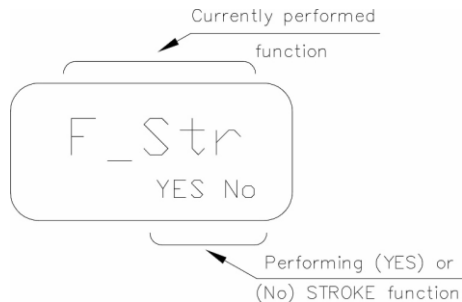 Currently performed
function
F_Str
YES No
Performing (YES) or
(No) STROKE function